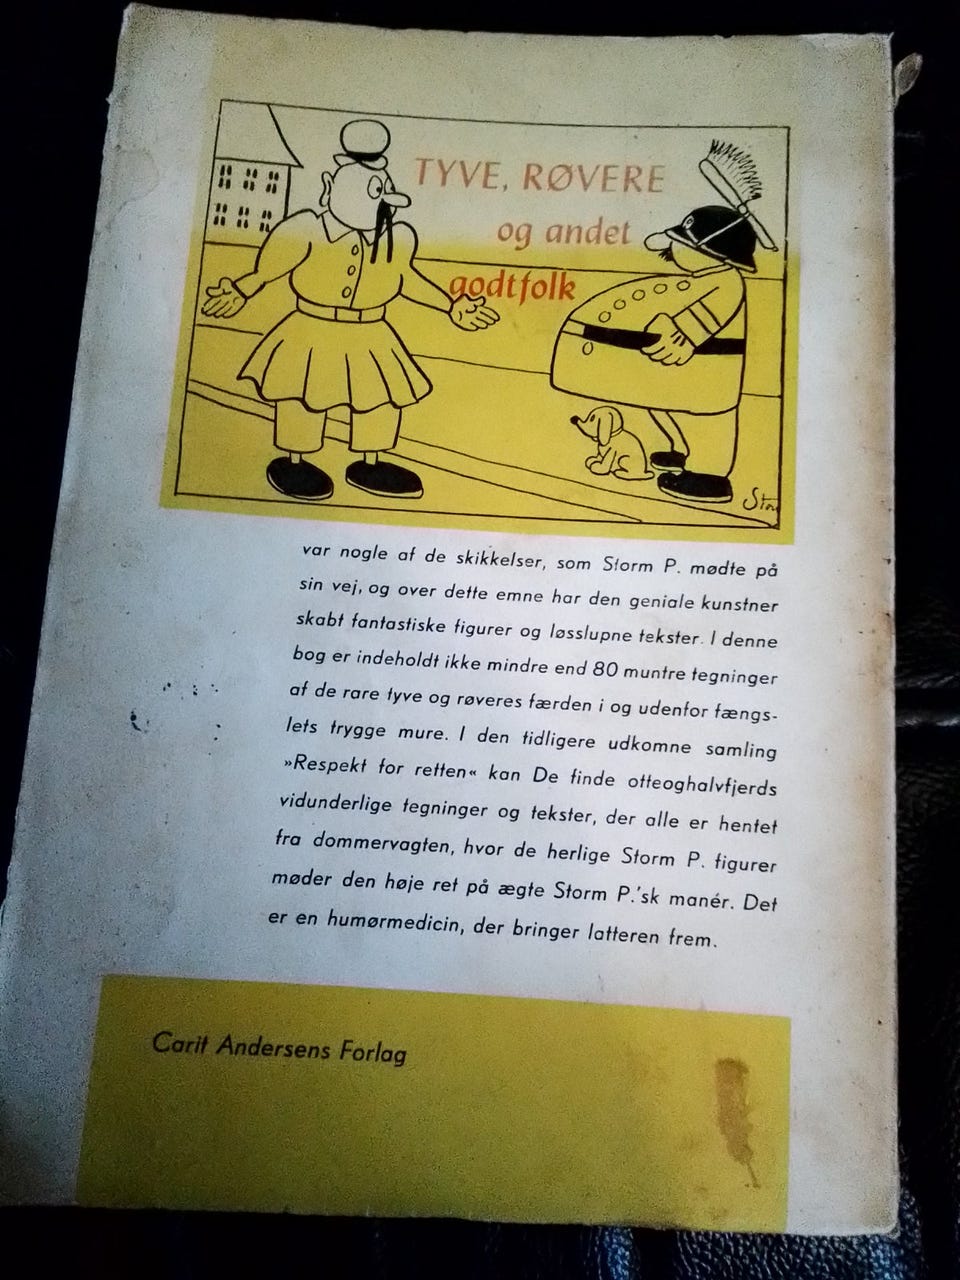 TYVE, RØVERE
og andet
godtfolk
var nogle af de skikkelser, som Storm P. mødte på
sin vej, og over dette emne har den geniale kunstner
skabt fantastiske figurer og løsslupne tekster. I denne
bog er indeholdt ikke mindre end 80 muntre tegninger
af de rare tyve og røveres færden i og udenfor fængs-
lets trygge mure. I den tidligere udkomne samling
»Respekt for retten« kan De finde otteoghalvfjerds
vidunderlige tegninger og tekster, der alle er hentet
fra dommervagten, hvor de herlige Storm P. figurer
møder den høje ret på ægte Storm P.'sk manér. Det
er en humørmedicin, der bringer latteren frem.
Carit Andersens Forlag